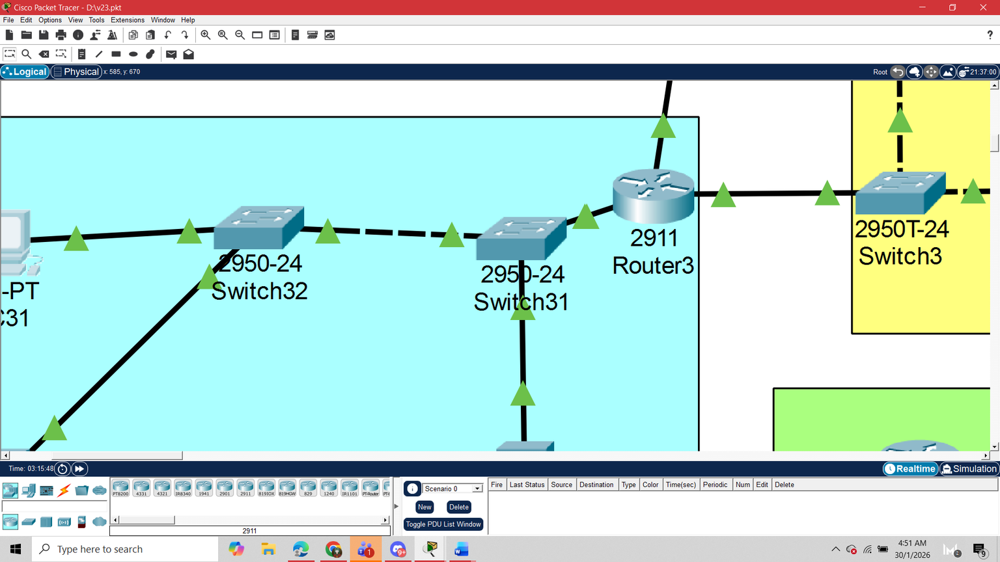 Cisco Packet Tracer - D:\v23.pkt
File Edit Options View Tools Extensions Window Help
Logical Physical x: 585, y: 670 Root 21:37:00
2911
Router3
2950T-24
Switch3
2950-24
Switch32
2950-24
Switch31
-PT
C31
Time: 03:15:48 Realtime Simulation
PT8200 4331 4321 IR8340 1941 2901 2911 819IOX 819HGW 829 1240 IR1101 PT-Router PT-E
2911
Scenario 0
New Delete
Toggle PDU List Window
Fire Last Status Source Destination Type Color Time(sec) Periodic Num Edit Delete
Type here to search
1
9+
4:51 AM
30/1/2026
2
9